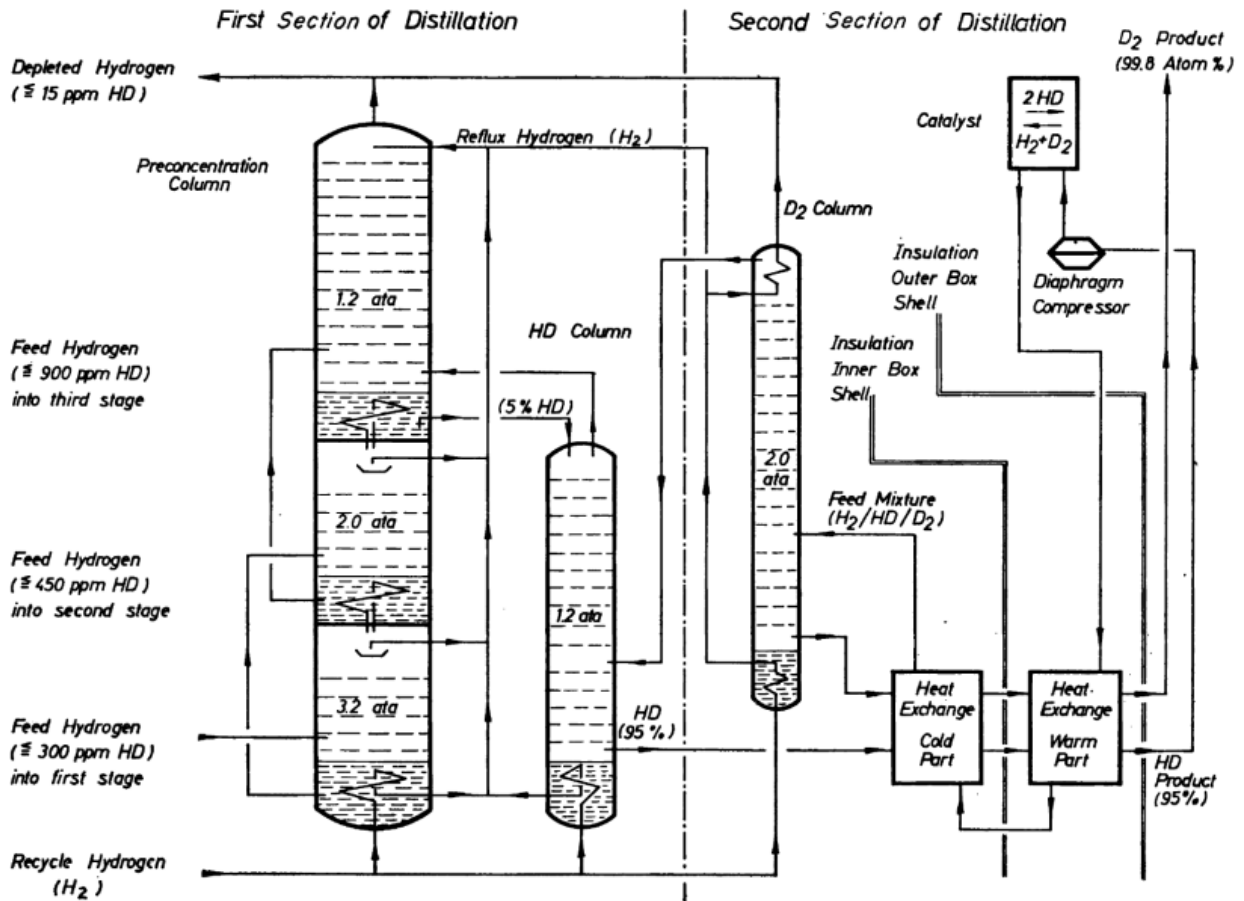 First Section of Distillation
Second Section of Distillation
D2 Product
(99.8 Atom %)
Depleted Hydrogen
(≦ 15 ppm HD)
Catalyst
2 HD
H2+D2
Reflux Hydrogen (H2)
Preconcentration
Column
D2 Column
Insulation
Outer Box
Shell
Diaphragm
Compressor
1.2 ata
HD Column
Insulation
Inner Box
Shell
Feed Hydrogen
(≦ 900 ppm HD)
into third stage
(5% HD)
2.0
ata
2.0 ata
Feed Mixture
(H2/HD/D2)
Feed Hydrogen
(≦ 450 ppm HD)
into second stage
1.2 ata
3.2 ata
Feed Hydrogen
(≦ 300 ppm HD)
into first stage
HD
(95%)
Heat
Exchange
Cold
Part
Heat
Exchange
Warm
Part
HD
Product
(95%)
Recycle Hydrogen
(H2)